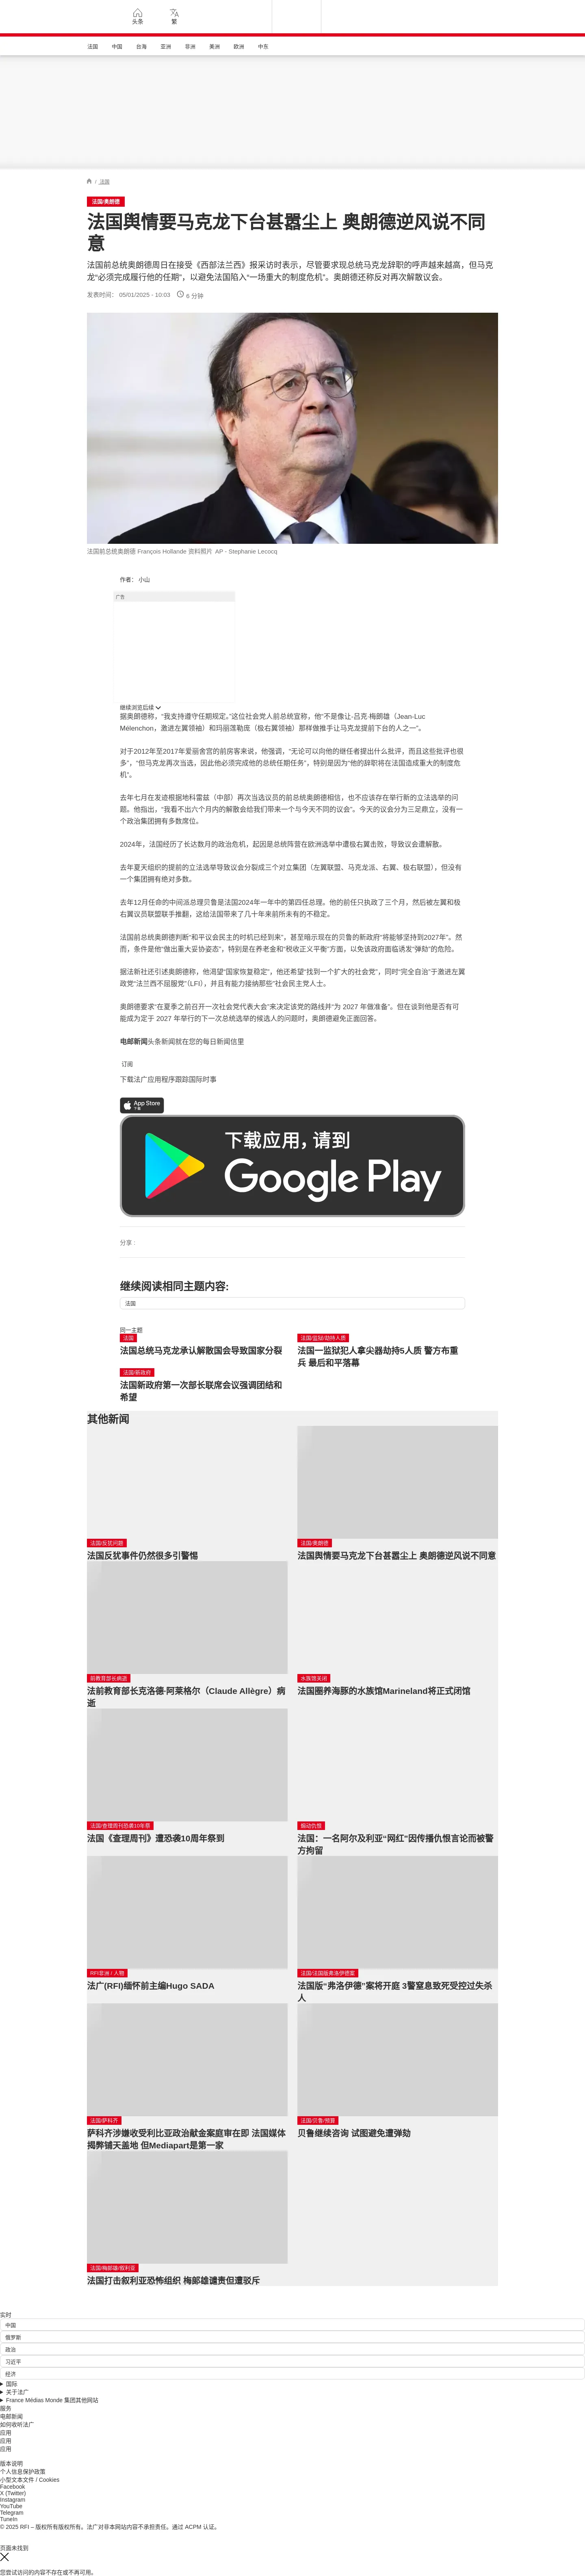 头条
繁
法国
中国
台海
亚洲
非洲
美洲
欧洲
中东
/ 法国
法国/奥朗德
法国舆情要马克龙下台甚嚣尘上 奥朗德逆风说不同
意
法国前总统奥朗德周日在接受《西部法兰西》报采访时表示，尽管要求现总统马克龙辞职的呼声越来越高，但马克
龙“必须完成履行他的任期”，以避免法国陷入“一场重大的制度危机”。奥朗德还称反对再次解散议会。
发表时间： 05/01/2025 - 10:03 6 分钟
法国前总统奥朗德 François Hollande 资料照片 AP - Stephanie Lecocq
作者： 小山
广告
继续浏览后续
据奥朗德称，“我支持遵守任期规定。”这位社会党人前总统宣称，他“不是像让-吕克·梅朗雄（Jean-Luc
Mélenchon，激进左翼领袖）和玛丽莲勒庞（极右翼领袖）那样做推手让马克龙提前下台的人之一”。
对于2012年至2017年爱丽舍宫的前房客来说，他强调，“无论可以向他的继任者提出什么批评，而且这些批评也很
多”，“但马克龙再次当选，因此他必须完成他的总统任期任务”，特别是因为“他的辞职将在法国造成重大的制度危
机”。
去年七月在发迹根据地科雷兹（中部）再次当选议员的前总统奥朗德相信，也不应该存在举行新的立法选举的问
题。他指出，“我看不出六个月内的解散会给我们带来一个与今天不同的议会”。今天的议会分为三足鼎立，没有一
个政治集团拥有多数席位。
2024年，法国经历了长达数月的政治危机，起因是总统阵营在欧洲选举中遭极右翼击败，导致议会遭解散。
去年夏天组织的提前的立法选举导致议会分裂成三个对立集团（左翼联盟、马克龙派、右翼、极右联盟），但没有
一个集团拥有绝对多数。
去年12月任命的中间派总理贝鲁是法国2024年一年中的第四任总理。他的前任只执政了三个月，然后被左翼和极
右翼议员联盟联手推翻，这给法国带来了几十年来前所未有的不稳定。
法国前总统奥朗德判断“和平议会民主的时机已经到来”，甚至暗示现在的贝鲁的新政府“将能够坚持到2027年”。然
而，条件是他“做出重大妥协姿态”，特别是在养老金和“税收正义平衡”方面，以免该政府面临诱发“弹劾”的危险。
据法新社还引述奥朗德称，他渴望“国家恢复稳定”，他还希望“找到一个扩大的社会党”，同时“完全自治”于激进左翼
政党“法兰西不屈服党”（LFI），并且有能力接纳那些“社会民主党人士。
奥朗德要求“在夏季之前召开一次社会党代表大会”来决定该党的路线并“为 2027 年做准备”。但在谈到他是否有可
能成为定于 2027 年举行的下一次总统选举的候选人的问题时，奥朗德避免正面回答。
电邮新闻头条新闻就在您的每日新闻信里
订阅
下载法广应用程序跟踪国际时事
App Store
下载
下载应用，请到
Google Play
分享 :
继续阅读相同主题内容:
法国
同一主题
法国
法国总统马克龙承认解散国会导致国家分裂
法国/监狱/劫持人质
法国一监狱犯人拿尖器劫持5人质 警方布重
兵 最后和平落幕
法国/新政府
法国新政府第一次部长联席会议强调团结和
希望
其他新闻
法国/反犹问题
法国反犹事件仍然很多引警惕
法国/奥朗德
法国舆情要马克龙下台甚嚣尘上 奥朗德逆风说不同意
前教育部长病逝
法前教育部长克洛德·阿莱格尔（Claude Allègre）病
逝
水族馆关闭
法国圈养海豚的水族馆Marineland将正式闭馆
法国/查理周刊恐袭10年祭
法国《查理周刊》遭恐袭10周年祭到
煽动仇恨
法国：一名阿尔及利亚"网红"因传播仇恨言论而被警
方拘留
RFI非洲 / 人物
法广(RFI)缅怀前主编Hugo SADA
法国/法国版弗洛伊德案
法国版“弗洛伊德”案将开庭 3警窒息致死受控过失杀
人
法国/萨科齐
萨科齐涉嫌收受利比亚政治献金案庭审在即 法国媒体
揭弊铺天盖地 但Mediapart是第一家
法国/贝鲁/预算
贝鲁继续咨询 试图避免遭弹劾
法国/梅郞雄/叙利亚
法国打击叙利亚恐怖组织 梅郞雄谴责但遭驳斥
实时
中国
俄罗斯
政治
习近平
经济
国际
关于法广
France Médias Monde 集团其他网站
服务
电邮新闻
如何收听法广
应用
应用
应用
版本说明
个人信息保护政策
小型文本文件 / Cookies
Facebook
X (Twitter)
Instagram
YouTube
Telegram
TuneIn
© 2025 RFI – 版权所有版权所有。法广对非本网站内容不承担责任。通过 ACPM 认证。
页面未找到
您尝试访问的内容不存在或不再可用。